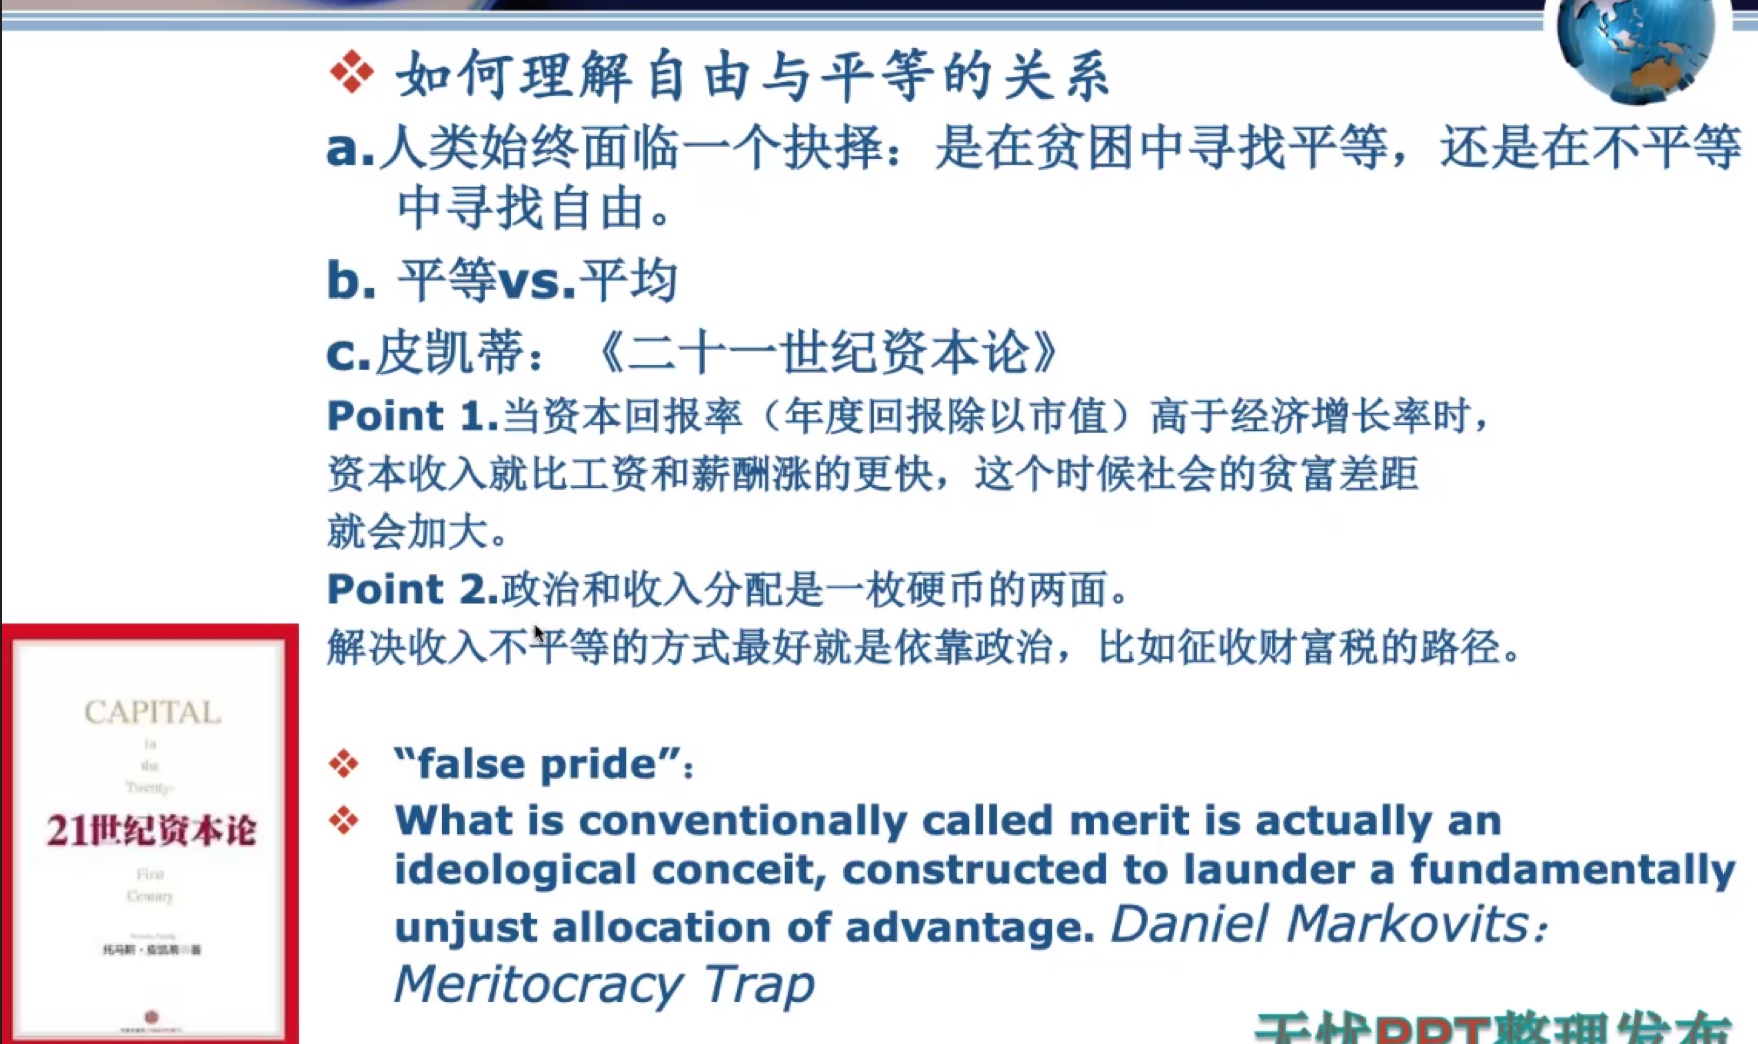 如何理解自由与平等的关系
a.人类始终面临一个抉择：是在贫困中寻找平等，还是在不平等
中寻找自由。
b. 平等vs.平均
c.皮凯蒂：《二十一世纪资本论》
Point 1.当资本回报率（年度回报除以市值）高于经济增长率时，
资本收入就比工资和薪酬涨的更快，这个时候社会的贫富差距
就会加大。
Point 2.政治和收入分配是一枚硬币的两面。
解决收入不平等的方式最好就是依靠政治，比如征收财富税的路径。
“false pride”：
What is conventionally called merit is actually an
ideological conceit, constructed to launder a fundamentally
unjust allocation of advantage. Daniel Markovits：
Meritocracy Trap
CAPITAL
in
the
Twenty-
21世纪资本论
First
Century
托马斯·皮凯蒂 著
无忧PPT整理发布